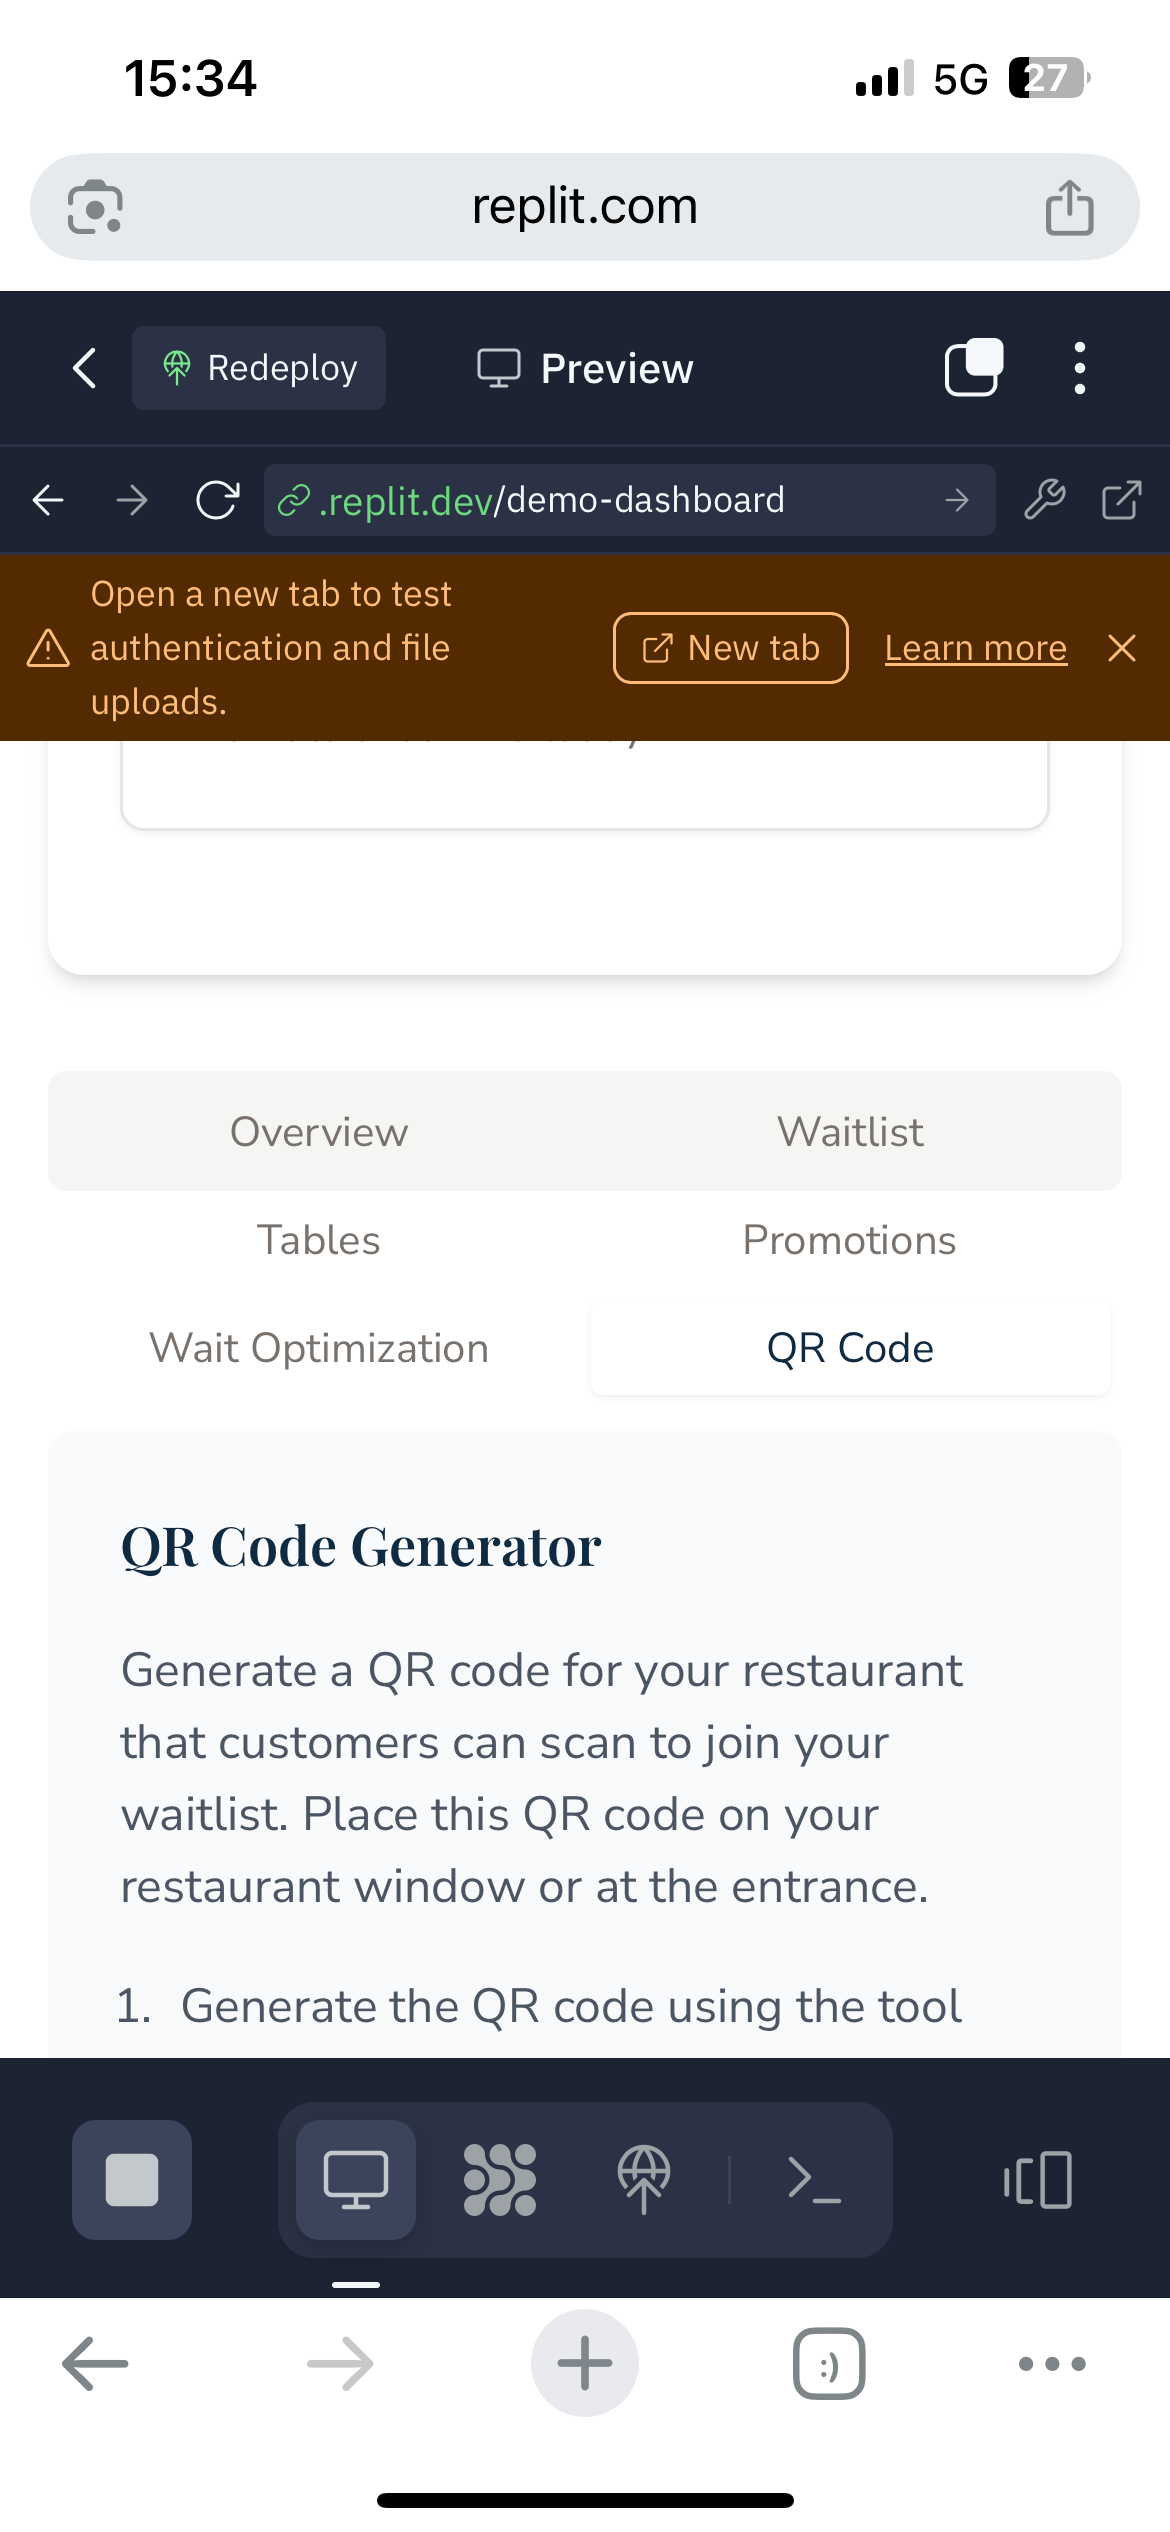 15:34
5G 27
replit.com
Redeploy
Preview
.replit.dev/demo-dashboard
Open a new tab to test
authentication and file
uploads.
New tab
Learn more
Overview
Waitlist
Tables
Promotions
Wait Optimization
QR Code
QR Code Generator
Generate a QR code for your restaurant
that customers can scan to join your
waitlist. Place this QR code on your
restaurant window or at the entrance.
1. Generate the QR code using the tool
:)